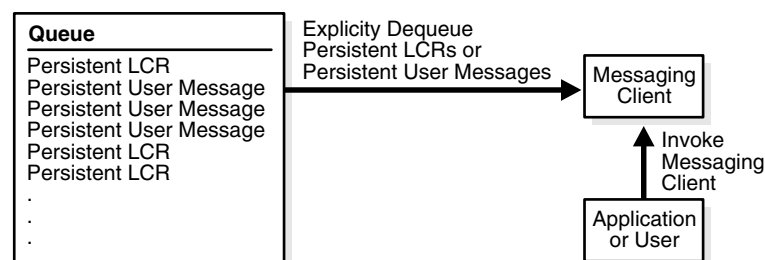 Queue
Persistent LCR
Persistent User Message
Persistent User Message
Persistent User Message
Persistent LCR
Persistent LCR
.
.
.
Explicity Dequeue
Persistent LCRs or
Persistent User Messages
Messaging
Client
Invoke
Messaging
Client
Application
or User